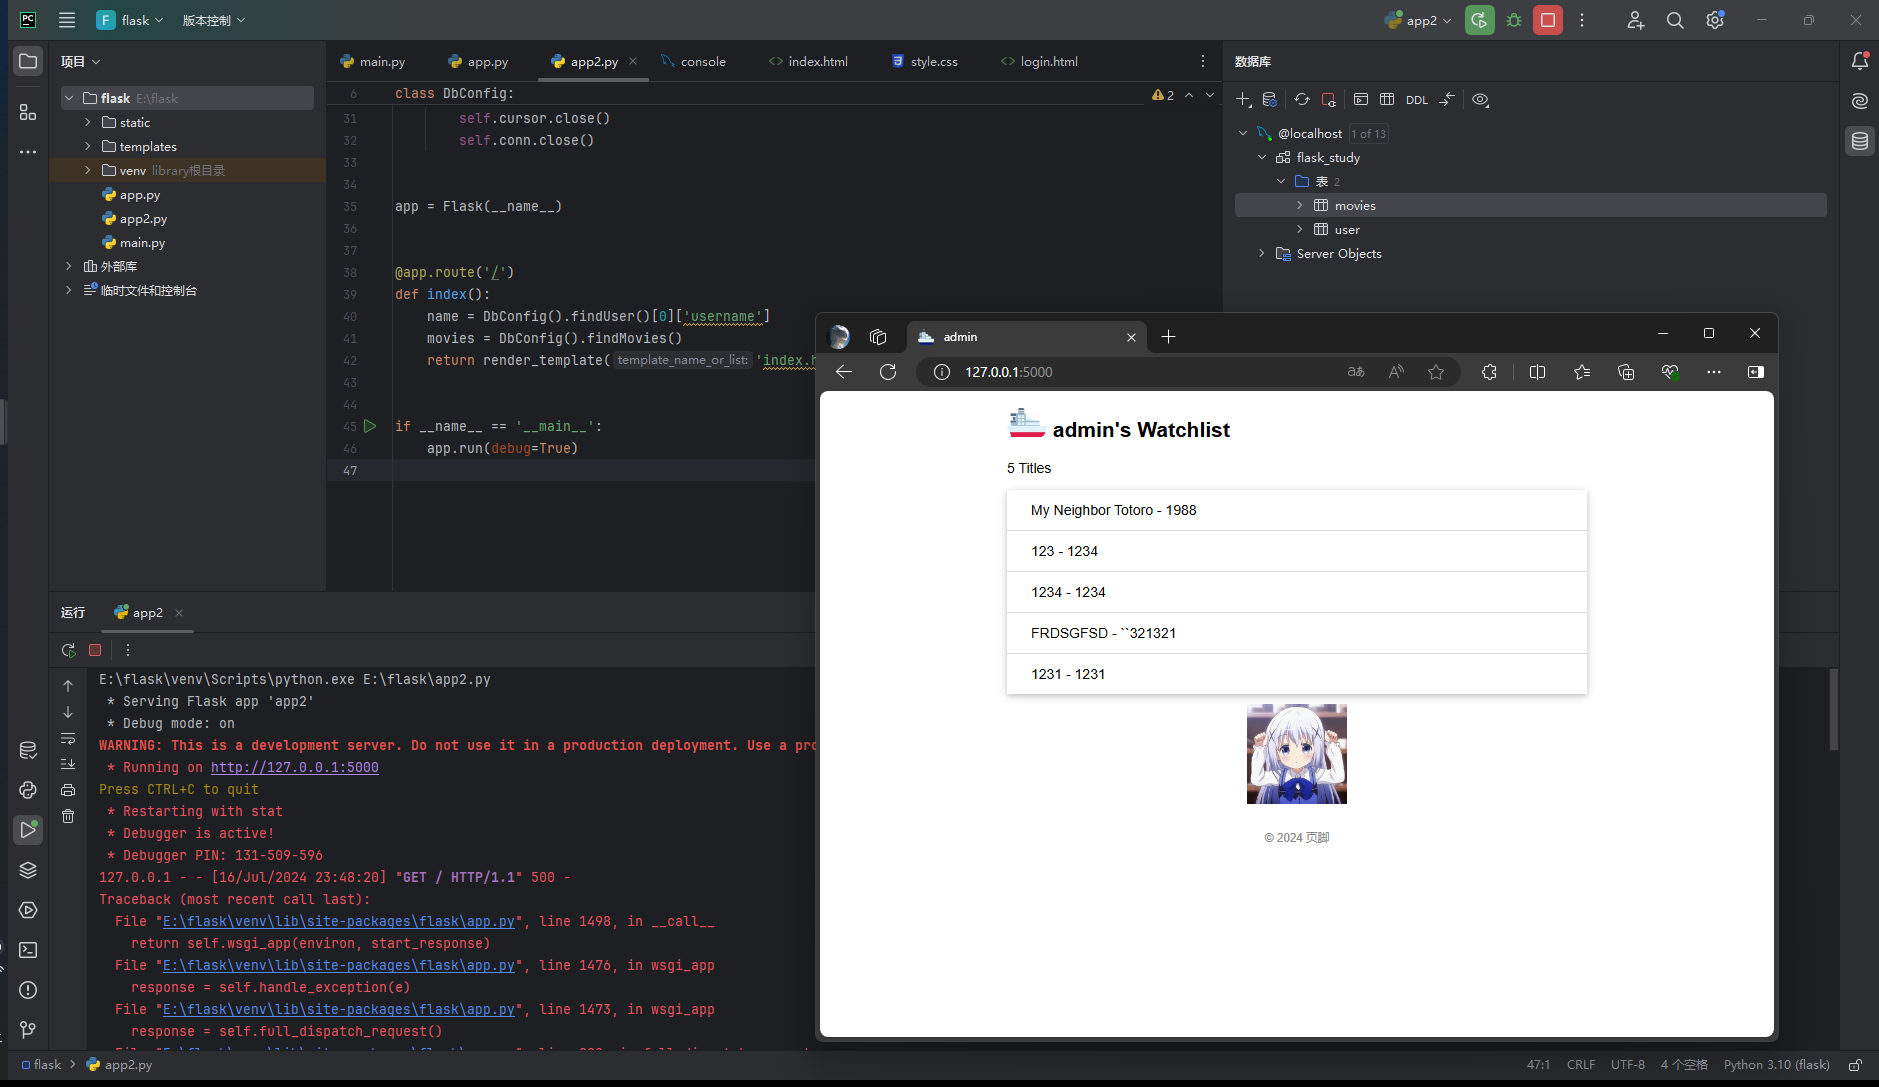 PC
F flask
版本控制
app2
项目
main.py
app.py
app2.py
console
index.html
style.css
login.html
数据库
flask E:\flask
static
templates
venv library根目录
app.py
app2.py
main.py
外部库
临时文件和控制台
6 class DbConfig:
2
31 self.cursor.close()
32 self.conn.close()
33
34
35 app = Flask(__name__)
36
37
38 @app.route('/')
39 def index():
40 name = DbConfig().findUser()[0]['username']
41 movies = DbConfig().findMovies()
42 return render_template( template_name_or_list: 'index.h
43
44
45 if __name__ == '__main__':
46 app.run(debug=True)
47
DDL
@localhost 1 of 13
flask_study
表 2
movies
user
Server Objects
admin
127.0.0.1:5000
admin's Watchlist
5 Titles
My Neighbor Totoro - 1988
123 - 1234
1234 - 1234
FRDSGFSD - ``321321
1231 - 1231
© 2024 页脚
运行
app2
E:\flask\venv\Scripts\python.exe E:\flask\app2.py
* Serving Flask app 'app2'
* Debug mode: on
WARNING: This is a development server. Do not use it in a production deployment. Use a pro
* Running on http://127.0.0.1:5000
Press CTRL+C to quit
* Restarting with stat
* Debugger is active!
* Debugger PIN: 131-509-596
127.0.0.1 - - [16/Jul/2024 23:48:20] "GET / HTTP/1.1" 500 -
Traceback (most recent call last):
File "E:\flask\venv\lib\site-packages\flask\app.py", line 1498, in __call__
return self.wsgi_app(environ, start_response)
File "E:\flask\venv\lib\site-packages\flask\app.py", line 1476, in wsgi_app
response = self.handle_exception(e)
File "E:\flask\venv\lib\site-packages\flask\app.py", line 1473, in wsgi_app
response = self.full_dispatch_request()
flask
app2.py
47:1
CRLF
UTF-8
4 个空格
Python 3.10 (flask)